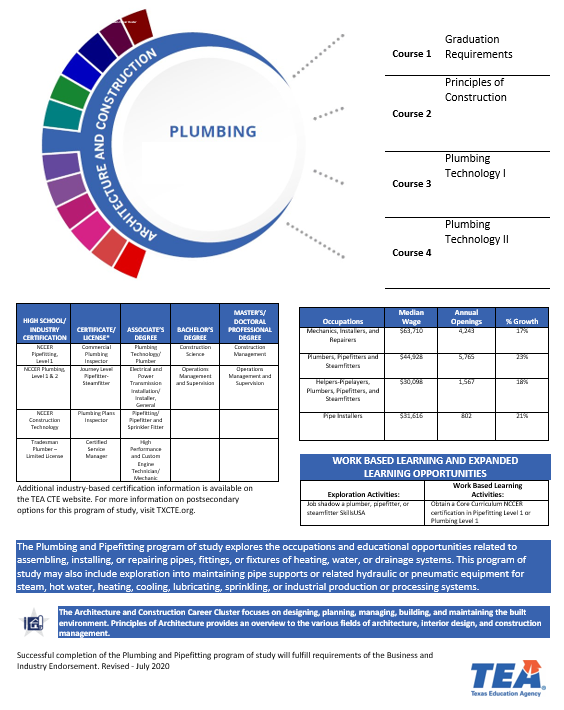 ARCHITECTURE AND CONSTRUCTION
PLUMBING
Course 1
Graduation
Requirements
Course 2
Principles of
Construction
Course 3
Plumbing
Technology I
Course 4
Plumbing
Technology II
HIGH SCHOOL/
INDUSTRY
CERTIFICATION
CERTIFICATE/
LICENSE*
ASSOCIATE'S
DEGREE
BACHELOR'S
DEGREE
MASTER'S/
DOCTORAL
PROFESSIONAL
DEGREE
NCCER
Pipefitting,
Level 1
Commercial
Plumbing
Inspector
Plumbing
Technology/
Plumber
Construction
Science
Construction
Management
NCCER Plumbing,
Level 1 & 2
Journey Level
Pipefitter-
Steamfitter
Electrical and
Power
Transmission
Installation/
Installer,
General
Operations
Management
and Supervision
Operations
Management and
Supervision
NCCER
Construction
Technology
Plumbing Plans
Inspector
Pipefitting/
Pipefitter and
Sprinkler Fitter
Tradesman
Plumber –
Limited License
Certified
Service
Manager
High
Performance
and Custom
Engine
Technician/
Mechanic
Additional industry-based certification information is available on
the TEA CTE website. For more information on postsecondary
options for this program of study, visit TXCTE.org.
Occupations
Median
Wage
Annual
Openings
% Growth
Mechanics, Installers, and
Repairers
$63,710
4,243
17%
Plumbers, Pipefitters and
Steamfitters
$44,928
5,765
23%
Helpers-Pipelayers,
Plumbers, Pipefitters, and
Steamfitters
$30,098
1,567
18%
Pipe Installers
$31,616
802
21%
WORK BASED LEARNING AND EXPANDED
LEARNING OPPORTUNITIES
Exploration Activities:
Work Based Learning
Activities:
Job shadow a plumber, pipefitter, or
steamfitter SkillsUSA
Obtain a Core Curriculum NCCER
certification in Pipefitting Level 1 or
Plumbing Level 1
The Plumbing and Pipefitting program of study explores the occupations and educational opportunities related to
assembling, installing, or repairing pipes, fittings, or fixtures of heating, water, or drainage systems. This program of
study may also include exploration into maintaining pipe supports or related hydraulic or pneumatic equipment for
steam, hot water, heating, cooling, lubricating, sprinkling, or industrial production or processing systems.
The Architecture and Construction Career Cluster focuses on designing, planning, managing, building, and maintaining the built
environment. Principles of Architecture provides an overview to the various fields of architecture, interior design, and construction
management.
Successful completion of the Plumbing and Pipefitting program of study will fulfill requirements of the Business and
Industry Endorsement. Revised - July 2020
TEA
Texas Education Agency